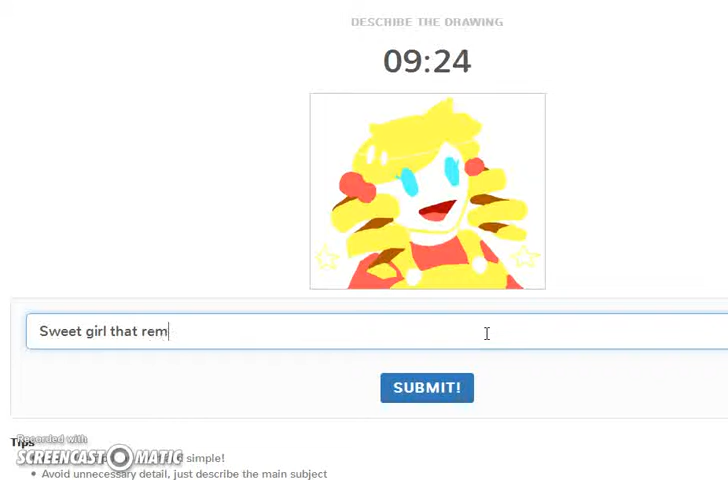 DESCRIBE THE DRAWING
09:24
Sweet girl that rem
SUBMIT!
Tips
Recorded with
SCREENCAST MATIC
simple!
Avoid unnecessary detail, just describe the main subject